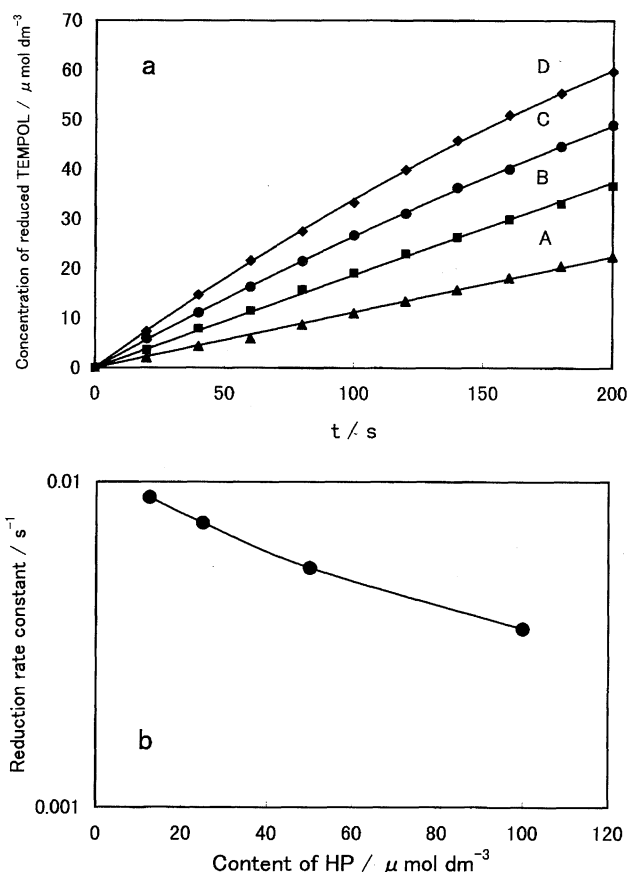 70
60
50
40
30
20
10
0
Concentration of reduced TEMPOL / μ mol dm⁻³
a
D
C
B
A
0 50 100 150 200
t / s
0.01
0.001
Reduction rate constant / s⁻¹
b
0 20 40 60 80 100 120
Content of HP / μ mol dm⁻³